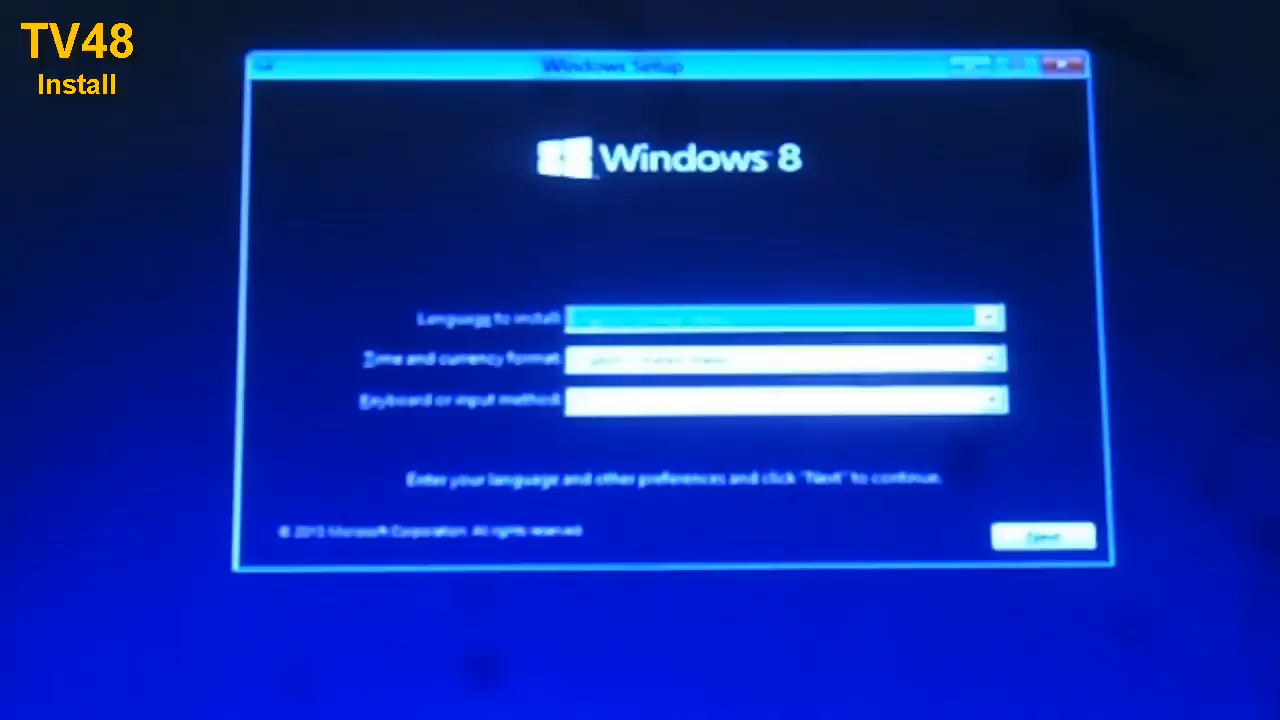 TV48
Install
Windows Setup
Windows 8
Language to install:
Time and currency format:
Keyboard or input method:
Enter your language and other preferences and click "Next" to continue.
© 2013 Microsoft Corporation. All rights reserved.
Next